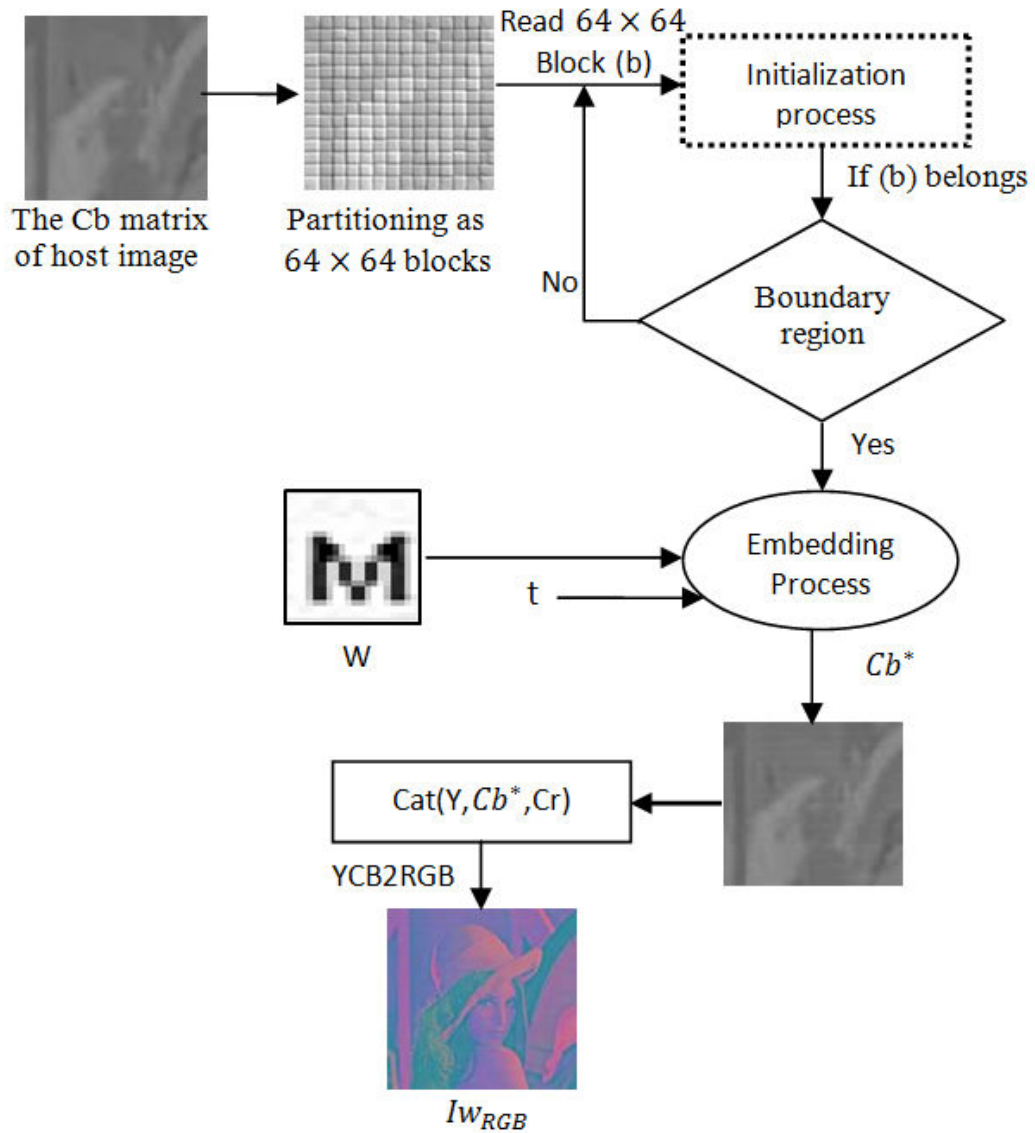 Read 64 × 64
Block (b)
Initialization
process
The Cb matrix
of host image
Partitioning as
64 × 64 blocks
If (b) belongs
No
Boundary
region
Yes
Embedding
Process
t
W
M
Cb*
Cat(Y,Cb*,Cr)
YCB2RGB
Iw_RGB